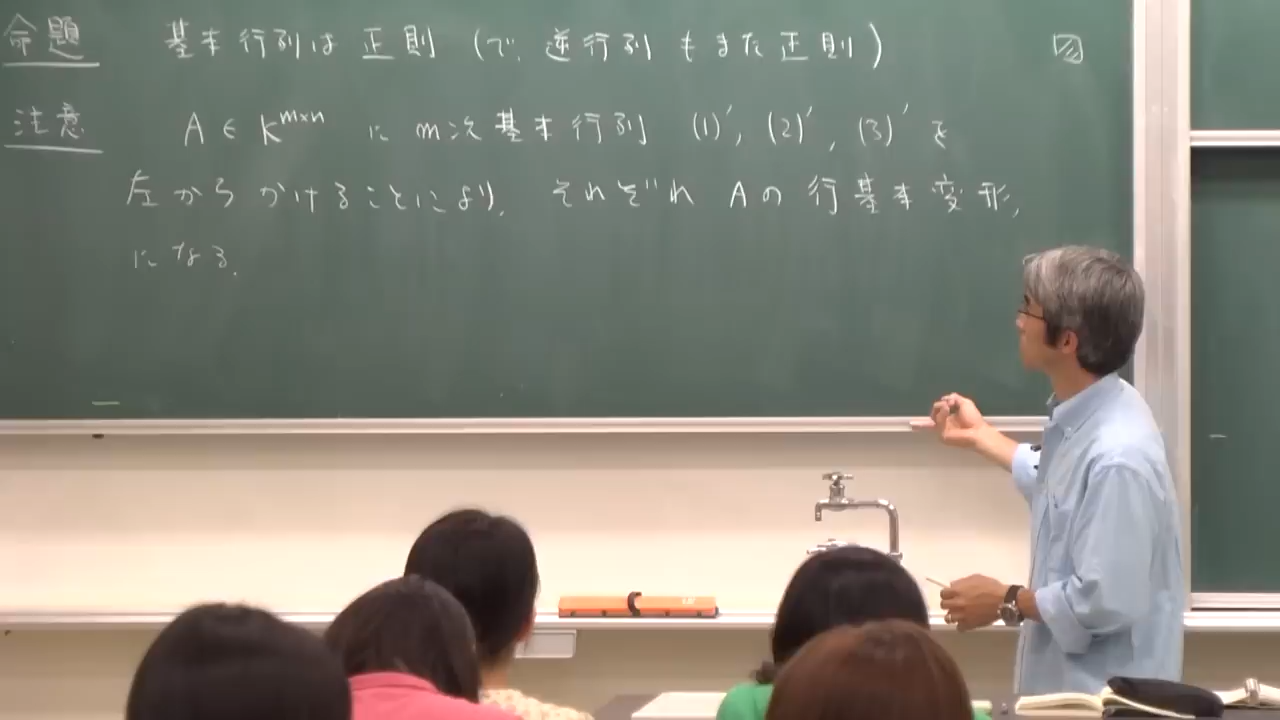 命題 基本行列は正則 (で、逆行列もまた正則) 〼
注意 A ∈ K^{m×n} に m次基本行列 (1)', (2)', (3)' を
左からかけることにより, それぞれ Aの行基本変形,
になる.